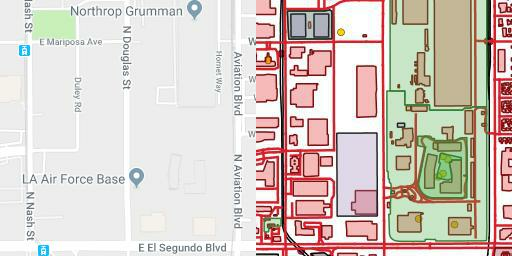 N Nash St
Northrop Grumman
E Mariposa Ave
N Douglas St
Hornet Way
Aviation Blvd
W
Duley Rd
W
W
LA Air Force Base
N Nash St
N Aviation Blvd
E El Segundo Blvd